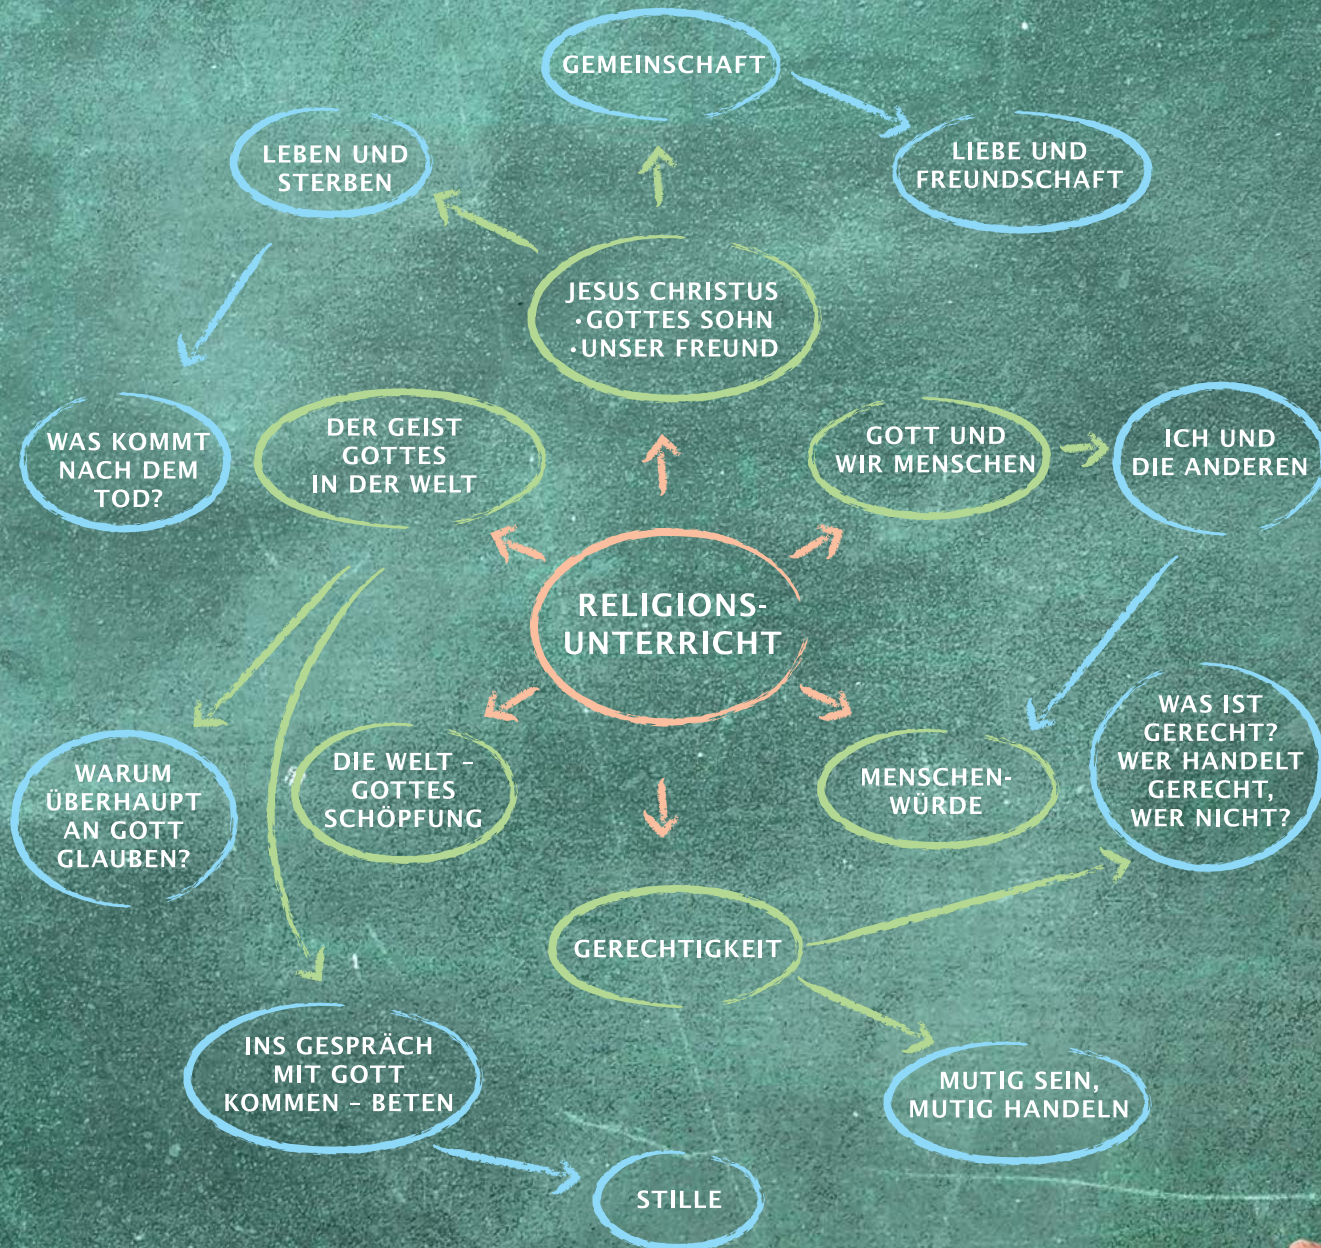 GEMEINSCHAFT
LEBEN UND
STERBEN
LIEBE UND
FREUNDSCHAFT
JESUS CHRISTUS
•GOTTES SOHN
•UNSER FREUND
WAS KOMMT
NACH DEM
TOD?
DER GEIST
GOTTES
IN DER WELT
GOTT UND
WIR MENSCHEN
ICH UND
DIE ANDEREN
RELIGIONS-
UNTERRICHT
WARUM
ÜBERHAUPT
AN GOTT
GLAUBEN?
DIE WELT –
GOTTES
SCHÖPFUNG
MENSCHEN-
WÜRDE
WAS IST
GERECHT?
WER HANDELT
GERECHT,
WER NICHT?
GERECHTIGKEIT
INS GESPRÄCH
MIT GOTT
KOMMEN – BETEN
MUTIG SEIN,
MUTIG HANDELN
STILLE